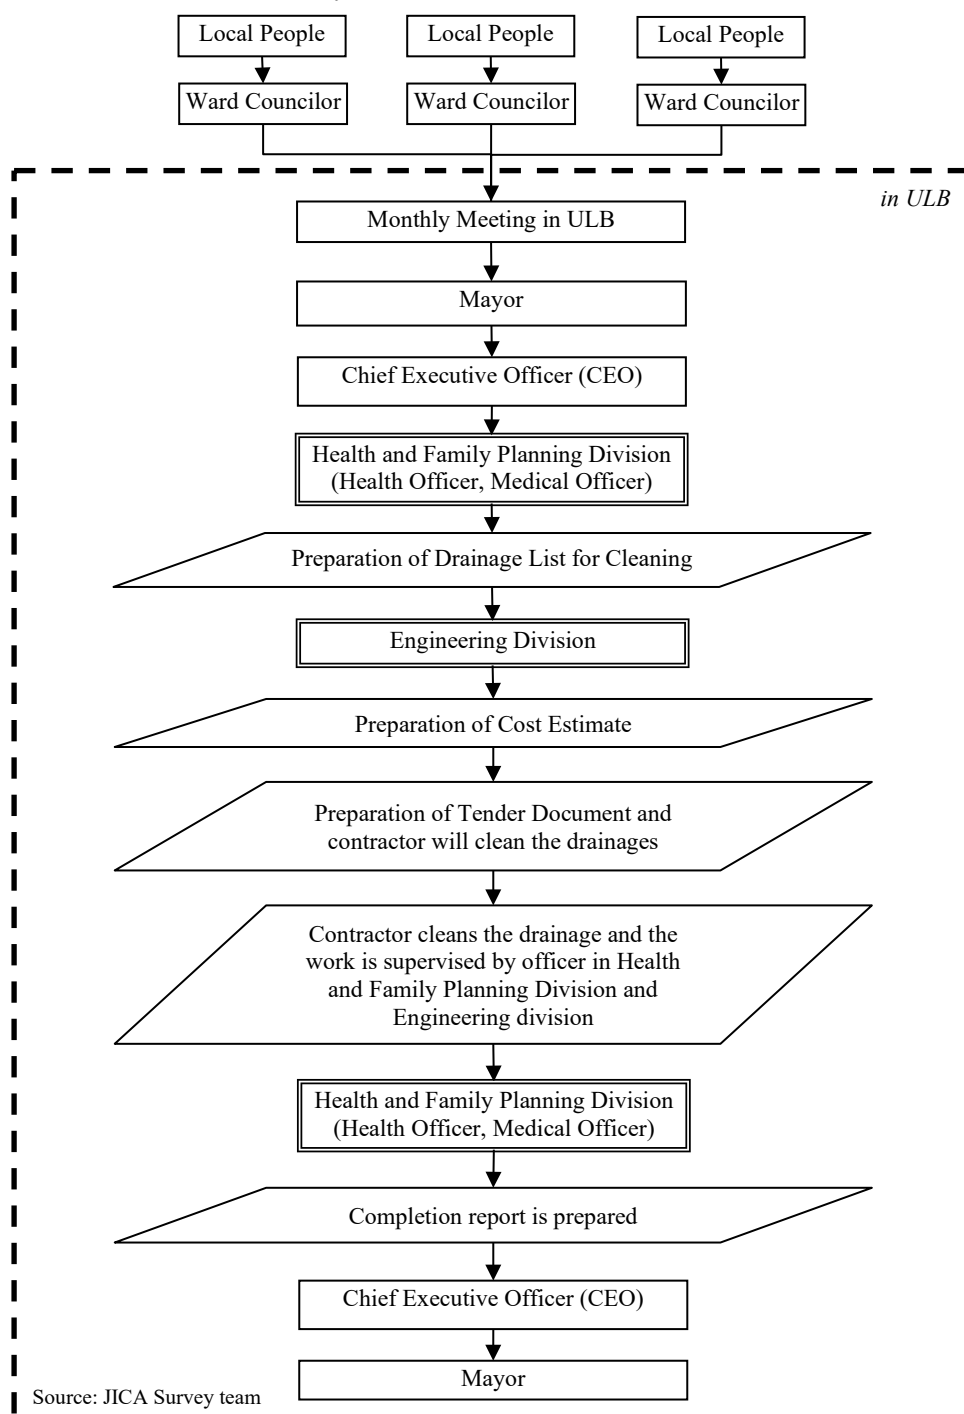 Local People
Local People
Local People
Ward Councilor
Ward Councilor
Ward Councilor
in ULB
Monthly Meeting in ULB
Mayor
Chief Executive Officer (CEO)
Health and Family Planning Division
(Health Officer, Medical Officer)
Preparation of Drainage List for Cleaning
Engineering Division
Preparation of Cost Estimate
Preparation of Tender Document and
contractor will clean the drainages
Contractor cleans the drainage and the
work is supervised by officer in Health
and Family Planning Division and
Engineering division
Health and Family Planning Division
(Health Officer, Medical Officer)
Completion report is prepared
Chief Executive Officer (CEO)
Mayor
Source: JICA Survey team